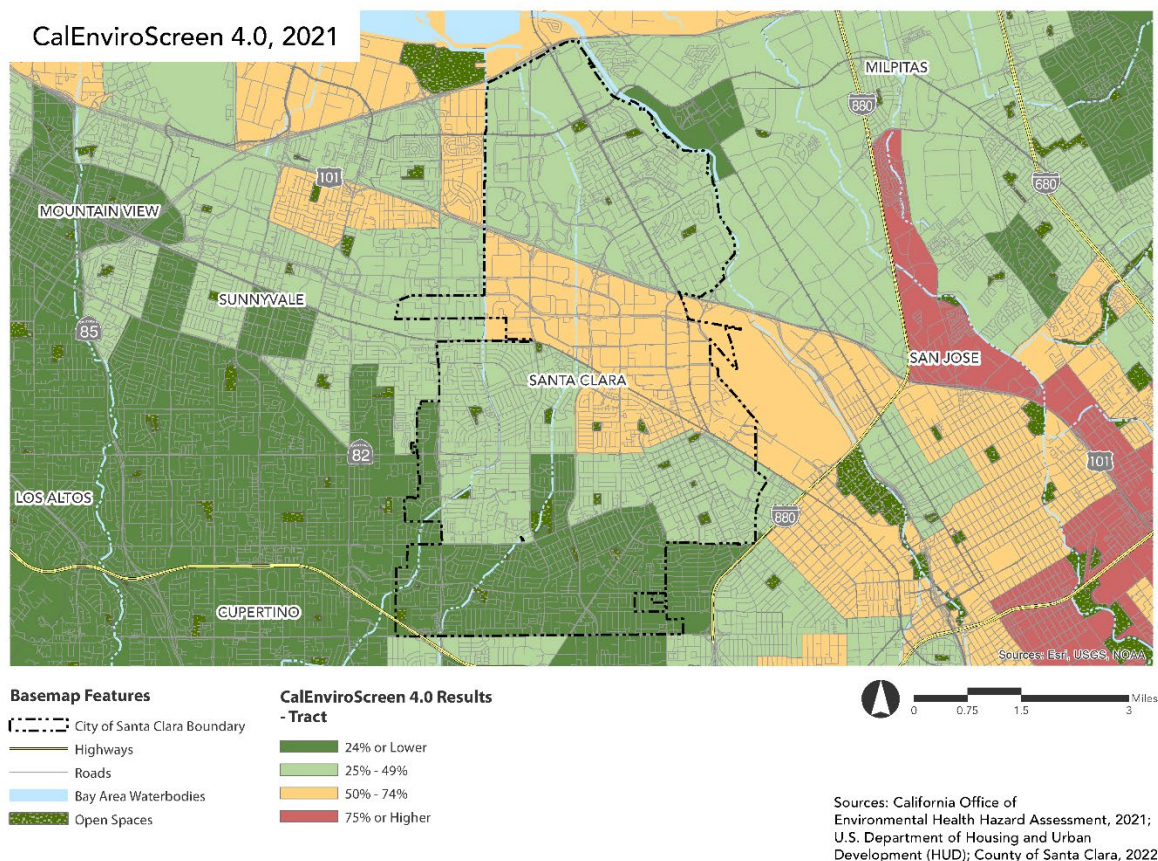 CalEnviroScreen 4.0, 2021
MILPITAS
880
101
680
MOUNTAIN VIEW
SUNNYVALE
85
SAN JOSE
SANTA CLARA
82
101
LOS ALTOS
880
CUPERTINO
Sources: Esri, USGS, NOAA
Basemap Features
City of Santa Clara Boundary
Highways
Roads
Bay Area Waterbodies
Open Spaces
CalEnviroScreen 4.0 Results
- Tract
24% or Lower
25% - 49%
50% - 74%
75% or Higher
Miles
0 0.75 1.5 3
Sources: California Office of
Environmental Health Hazard Assessment, 2021;
U.S. Department of Housing and Urban
Development (HUD); County of Santa Clara, 2022